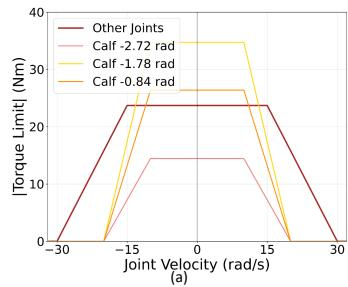 40
30
20
10
0
|Torque Limit| (Nm)
Other Joints
Calf -2.72 rad
Calf -1.78 rad
Calf -0.84 rad
−30 −15 0 15 30
Joint Velocity (rad/s)
(a)